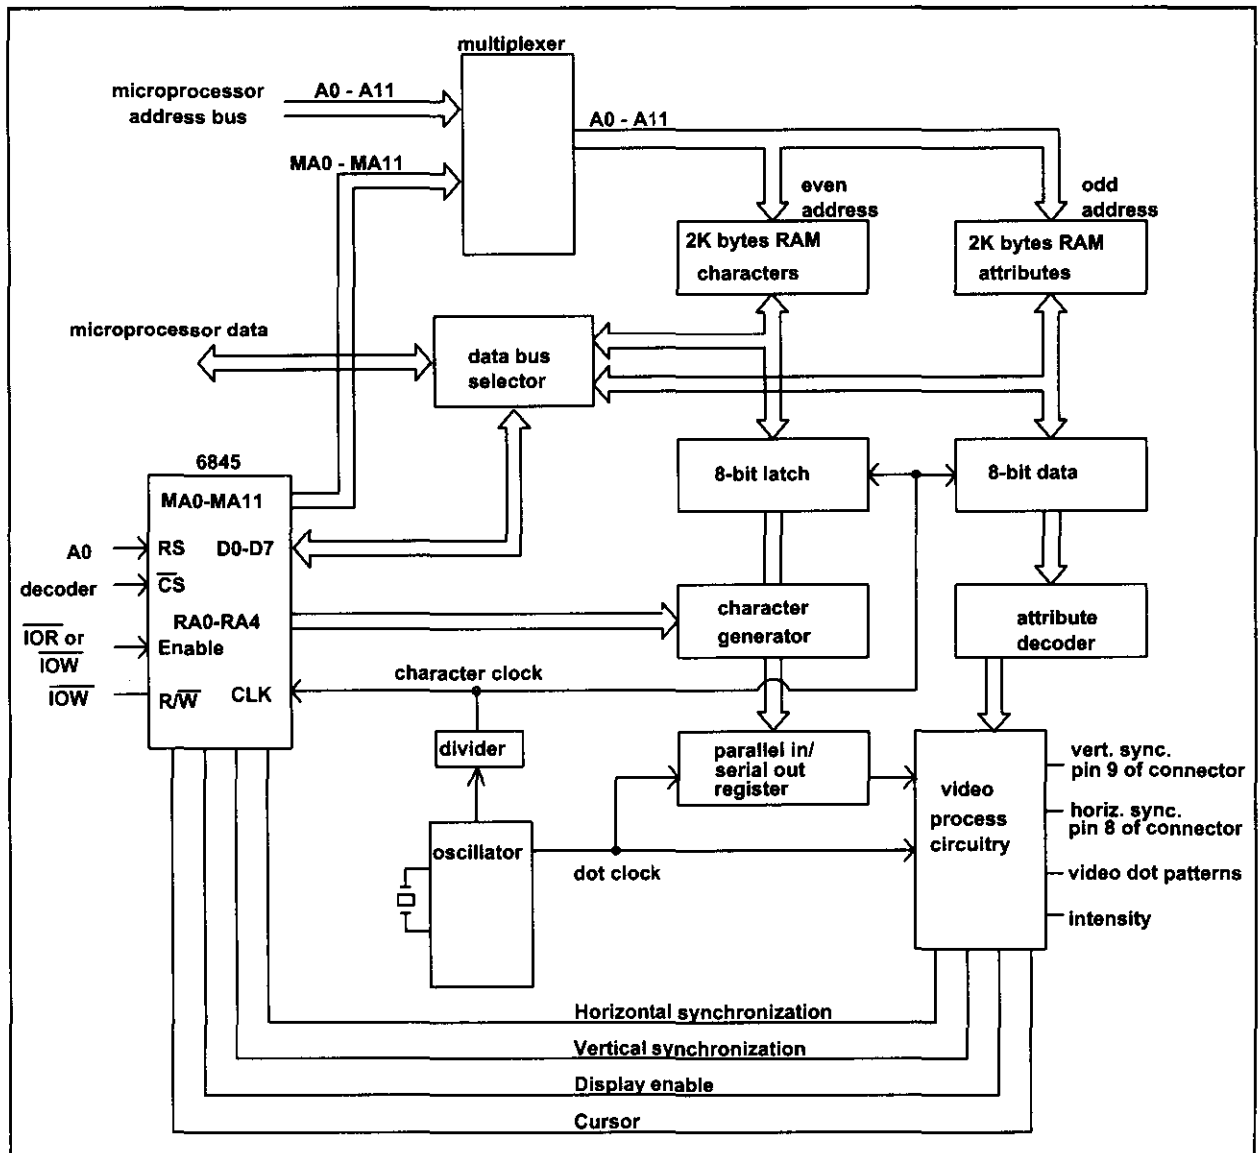 multiplexer
microprocessor
address bus
A0 - A11
MA0 - MA11
A0 - A11
even
address
odd
address
2K bytes RAM
characters
2K bytes RAM
attributes
microprocessor data
data bus
selector
8-bit latch
8-bit data
6845
MA0-MA11
A0
RS
D0-D7
decoder
C̅S̅
RA0-RA4
I̅O̅R̅ or
I̅O̅W̅
Enable
I̅O̅W̅
R/W̅
CLK
character
generator
attribute
decoder
character clock
divider
parallel in/
serial out
register
oscillator
dot clock
video
process
circuitry
vert. sync.
pin 9 of connector
horiz. sync.
pin 8 of connector
video dot patterns
intensity
Horizontal synchronization
Vertical synchronization
Display enable
Cursor